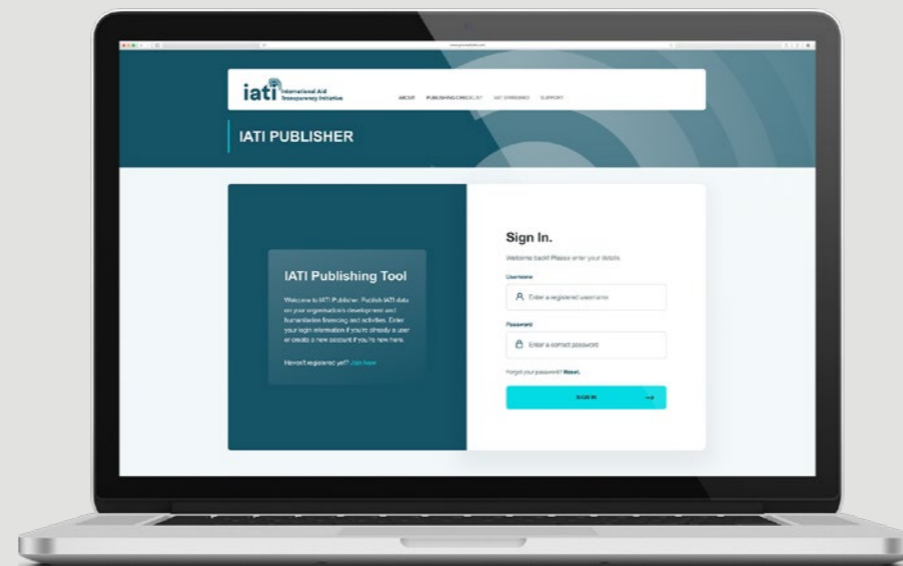 iati International Aid
Transparency Initiative
ABOUT PUBLISHING CHECKLIST IATI STANDARD SUPPORT
IATI PUBLISHER
IATI Publishing Tool
Welcome to IATI Publisher. Publish IATI data
on your organisation's development and
humanitarian financing and activities. Enter
your login information if you're already a user
or create a new account if you're new here.
Haven't registered yet? Join Now
Sign In.
Welcome back! Please enter your details.
Username
Enter a registered username
Password
Enter a correct password
Forgot your password? Reset.
SIGN IN